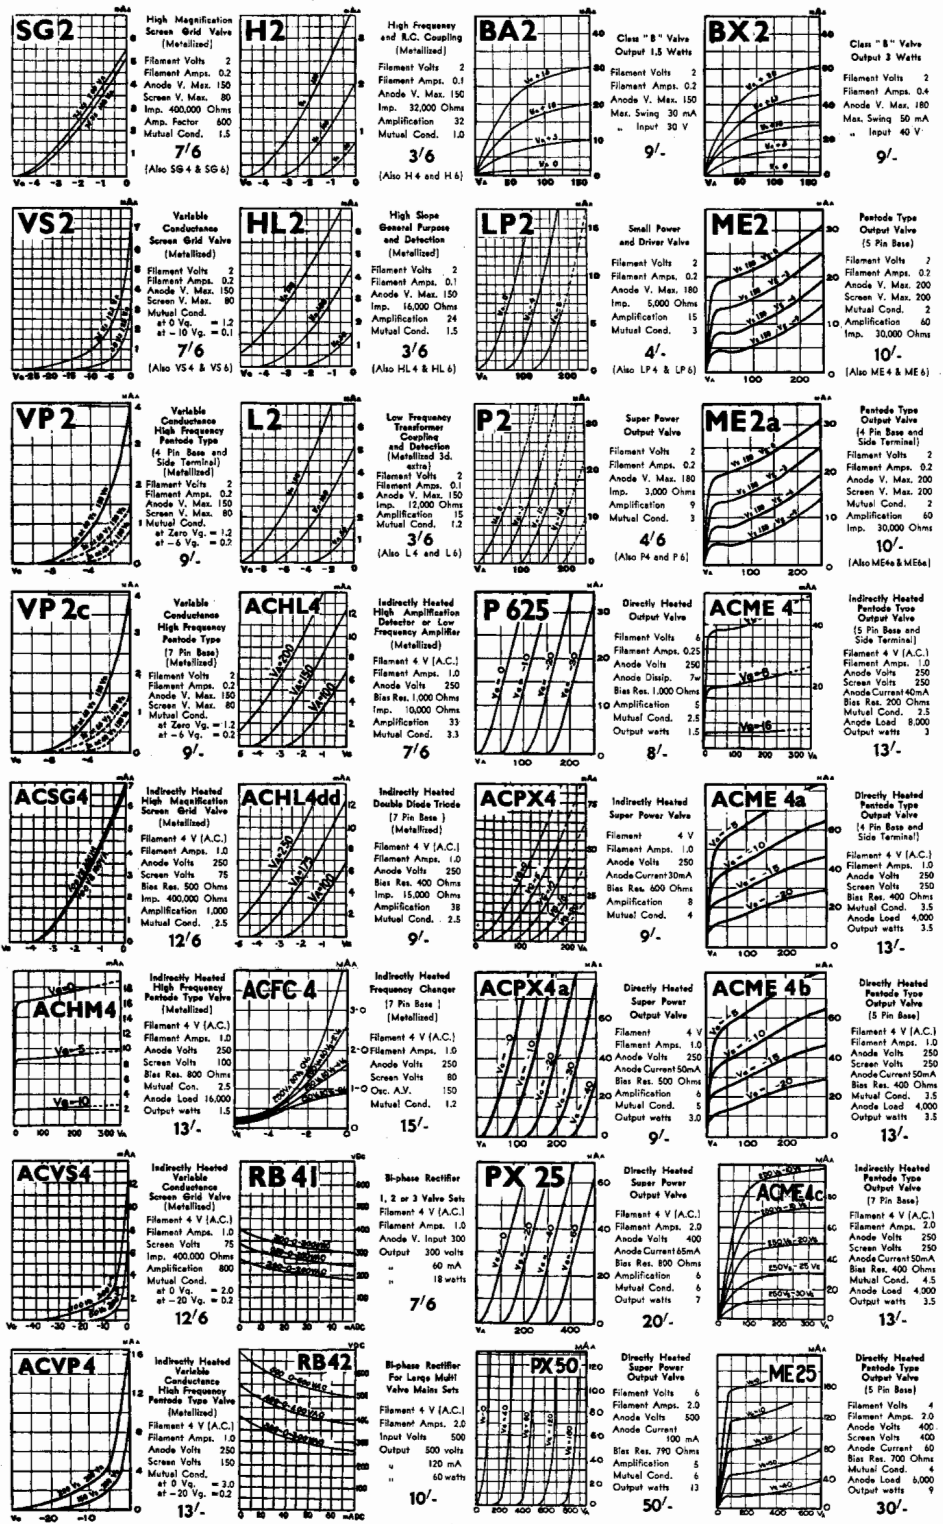 SG2
High Magnification
Screen Grid Valve
(Metallized)
Filament Volts 2
Filament Amps. 0.2
Anode V. Max. 150
Screen V. Max. 80
Imp. 400,000 Ohms
Amp. Factor 600
Mutual Cond. 1.5
7/6
(Also SG4 & SG6)
H2
High Frequency
and R.C. Coupling
(Metallized)
Filament Volts 2
Filament Amps. 0.1
Anode V. Max. 150
Imp. 32,000 Ohms
Amplification 32
Mutual Cond. 1.0
3/6
(Also H4 and H6)
BA2
Class "B" Valve
Output 1.5 Watts
Filament Volts 2
Filament Amps. 0.2
Anode V. Max. 150
Max. Swing 30 mA
„ Input 30 V
9/-
BX2
Class "B" Valve
Output 3 Watts
Filament Volts 2
Filament Amps. 0.4
Anode V. Max. 180
Max. Swing 50 mA
„ Input 40 V
9/-
VS2
Variable
Conductance
Screen Grid Valve
(Metallized)
Filament Volts 2
Filament Amps. 0.2
Anode V. Max. 150
Screen V. Max. 80
Mutual Cond.
at 0 Vg. = 1.2
at -10 Vg. = 0.1
7/6
(Also VS4 & VS6)
HL2
High Slope
General Purpose
and Detection
(Metallized)
Filament Volts 2
Filament Amps. 0.1
Anode V. Max. 150
Imp. 16,000 Ohms
Amplification 24
Mutual Cond. 1.5
3/6
(Also HL4 & HL6)
LP2
Small Power
and Driver Valve
Filament Volts 2
Filament Amps. 0.2
Anode V. Max. 180
Imp. 5,000 Ohms
Amplification 15
Mutual Cond. 3
4/-
(Also LP4 & LP6)
ME2
Pentode Type
Output Valve
(5 Pin Base)
Filament Volts 2
Filament Amps. 0.2
Anode V. Max. 200
Screen V. Max. 200
Mutual Cond. 2
Amplification 60
Imp. 30,000 Ohms
10/-
(Also ME4 & ME6)
VP2
Variable
Conductance
High Frequency
Pentode Type
(4 Pin Base and
Side Terminal)
(Metallized)
Filament Volts 2
Filament Amps. 0.2
Anode V. Max. 150
Screen V. Max. 80
Mutual Cond.
at Zero Vg. = 1.2
at -6 Vg. = 0.2
9/-
L2
Low Frequency
Transformer
Coupling
and Detection
(Metallized 3d.
extra)
Filament Volts 2
Filament Amps. 0.1
Anode V. Max. 150
Imp. 12,000 Ohms
Amplification 15
Mutual Cond. 1.2
3/6
(Also L4 and L6)
P2
Super Power
Output Valve
Filament Volts 2
Filament Amps. 0.2
Anode V. Max. 180
Imp. 3,000 Ohms
Amplification 9
Mutual Cond. 3
4/6
(Also P4 and P6)
ME2a
Pentode Type
Output Valve
(4 Pin Base and
Side Terminal)
Filament Volts 2
Filament Amps. 0.2
Anode V. Max. 200
Screen V. Max. 200
Mutual Cond. 2
Amplification 60
Imp. 30,000 Ohms
10/-
(Also ME4a & ME6a)
VP2c
Variable
Conductance
High Frequency
Pentode Type
(7 Pin Base)
(Metallized)
Filament Volts 2
Filament Amps. 0.2
Anode V. Max. 150
Screen V. Max. 80
Mutual Cond.
at Zero Vg. = 1.2
at -6 Vg. = 0.2
9/-
ACHL4
Indirectly Heated
High Amplification
Detector or Low
Frequency Amplifier
(Metallized)
Filament 4 V (A.C.)
Filament Amps. 1.0
Anode Volts 250
Bias Res. 1,000 Ohms
Imp. 10,000 Ohms
Amplification 33
Mutual Cond. 3.3
7/6
P 625
Directly Heated
Output Valve
Filament Volts 6
Filament Amps. 0.25
Anode Volts 250
Anode Dissip. 7w
Bias Res. 1,000 Ohms
Amplification 5
Mutual Cond. 2.5
Output watts 1.5
8/-
ACME 4
Indirectly Heated
Pentode Type
Output Valve
(5 Pin Base and
Side Terminal)
Filament 4 V (A.C.)
Filament Amps. 1.0
Anode Volts 250
Screen Volts 250
Anode Current 40mA
Bias Res. 200 Ohms
Mutual Cond. 2.5
Anode Load 8,000
Output watts 3
13/-
ACSG4
Indirectly Heated
High Magnification
Screen Grid Valve
(Metallized)
Filament 4 V (A.C.)
Filament Amps. 1.0
Anode Volts 250
Screen Volts 75
Bias Res. 500 Ohms
Imp. 400,000 Ohms
Amplification 1,000
Mutual Cond. 2.5
12/6
ACHL4dd
Indirectly Heated
Double Diode Triode
(7 Pin Base)
(Metallized)
Filament 4 V (A.C.)
Filament Amps. 1.0
Anode Volts 250
Bias Res. 400 Ohms
Imp. 15,000 Ohms
Amplification 38
Mutual Cond. 2.5
9/-
ACPX4
Indirectly Heated
Super Power Valve
Filament 4 V
Filament Amps. 1.0
Anode Volts 250
Anode Current 30mA
Bias Res. 600 Ohms
Amplification 8
Mutual Cond. 4
9/-
ACME 4a
Directly Heated
Pentode Type
Output Valve
(4 Pin Base and
Side Terminal)
Filament 4 V (A.C.)
Filament Amps. 1.0
Anode Volts 250
Screen Volts 250
Bias Res. 400 Ohms
Mutual Cond. 3.5
Anode Load 4,000
Output watts 3.5
13/-
ACHM4
Indirectly Heated
High Frequency
Pentode Type Valve
(Metallized)
Filament 4 V (A.C.)
Filament Amps. 1.0
Anode Volts 250
Screen Volts 100
Bias Res. 800 Ohms
Mutual Con. 2.5
Anode Load 16,000
Output watts 1.5
13/-
ACFC 4
Indirectly Heated
Frequency Changer
(7 Pin Base)
(Metallized)
Filament 4 V (A.C.)
Filament Amps. 1.0
Anode Volts 250
Screen Volts 80
Osc. A.V. 150
Mutual Cond. 1.2
15/-
ACPX4a
Indirectly Heated
Super Power
Output Valve
Filament 4 V
Filament Amps. 1.0
Anode Volts 250
Anode Current 50mA
Bias Res. 500 Ohms
Amplification 6
Mutual Cond. 5
Output watts 3.0
9/-
ACME 4b
Directly Heated
Pentode Type
Output Valve
(5 Pin Base)
Filament 4 V (A.C.)
Filament Amps. 1.0
Anode Volts 250
Screen Volts 250
Anode Current 50mA
Bias Res. 400 Ohms
Mutual Cond. 3.5
Anode Load 4,000
Output watts 3.5
13/-
ACVS4
Indirectly Heated
Variable
Conductance
Screen Grid Valve
(Metallized)
Filament 4 V (A.C.)
Filament Amps. 1.0
Screen Volts 75
Imp. 400,000 Ohms
Amplification 800
Mutual Cond.
at 0 Vg. = 2.0
at -20 Vg. = 0.2
12/6
RB 41
Bi-phase Rectifier
1, 2 or 3 Valve Sets
Filament 4 V (A.C.)
Filament Amps. 1.0
Anode V. Input 300
Output 300 volts
„ 60 mA
„ 18 watts
7/6
PX 25
Directly Heated
Super Power
Output Valve
Filament 4 V (A.C.)
Filament Amps. 2.0
Anode Volts 400
Anode Current 65mA
Bias Res. 800 Ohms
Amplification 6
Mutual Cond. 6
Output watts 7
20/-
ACME4c
Indirectly Heated
Pentode Type
Output Valve
(7 Pin Base)
Filament 4 V (A.C.)
Filament Amps. 2.0
Anode Volts 250
Screen Volts 250
Anode Current 50mA
Bias Res. 400 Ohms
Mutual Cond. 4.5
Anode Load 4,000
Output watts 3.5
13/-
ACVP4
Indirectly Heated
Variable
Conductance
High Frequency
Pentode Type Valve
(Metallized)
Filament 4 V (A.C.)
Filament Amps. 1.0
Anode Volts 250
Screen Volts 150
Mutual Cond.
at 0 Vg. = 3.0
at -20 Vg. = 0.2
13/-
RB42
Bi-phase Rectifier
For Large Multi
Valve Mains Sets
Filament 4 V (A.C.)
Filament Amps. 2.0
Input Volts 500
Output 500 volts
„ 120 mA
„ 60 watts
10/-
PX50
Directly Heated
Super Power
Output Valve
Filament Volts 6
Filament Amps. 2.0
Anode Volts 500
Anode Current
100 mA
Bias Res. 790 Ohms
Amplification 5
Mutual Cond. 6
Output watts 13
50/-
ME25
Directly Heated
Pentode Type
Output Valve
(5 Pin Base)
Filament Volts 4
Filament Amps. 2.0
Anode Volts 400
Screen Volts 400
Anode Current 60
Bias Res. 700 Ohms
Mutual Cond. 4
Anode Load 6,000
Output watts 9
30/-